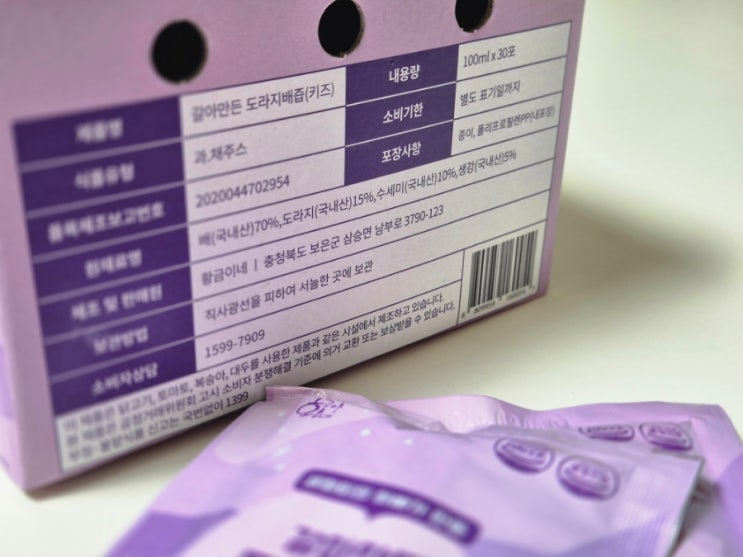 제품명 갈아만든 도라지배즙(키즈) 내용량 100ml x 30포
식품유형 과.채주스 소비기한 별도 표기일까지
품목제조보고번호 2020044702954 포장사항 종이, 폴리프로필렌PP(내포장)
원재료명 배(국내산)70%,도라지(국내산)15%,수세미(국내산)10%,생강(국내산)5%
제조 및 판매원 황금이네 | 충청북도 보은군 삼승면 남부로 3790-123
보관방법 직사광선을 피하여 서늘한 곳에 보관
소비자상담 1599-7909
이 제품은 닭고기, 토마토, 복숭아, 대두를 사용한 제품과 같은 시설에서 제조하고 있습니다.
본 제품은 공정거래위원회 고시 소비자 분쟁해결 기준에 의거 교환 또는 보상받을 수 있습니다.
부정·불량식품 신고는 국번없이 1399